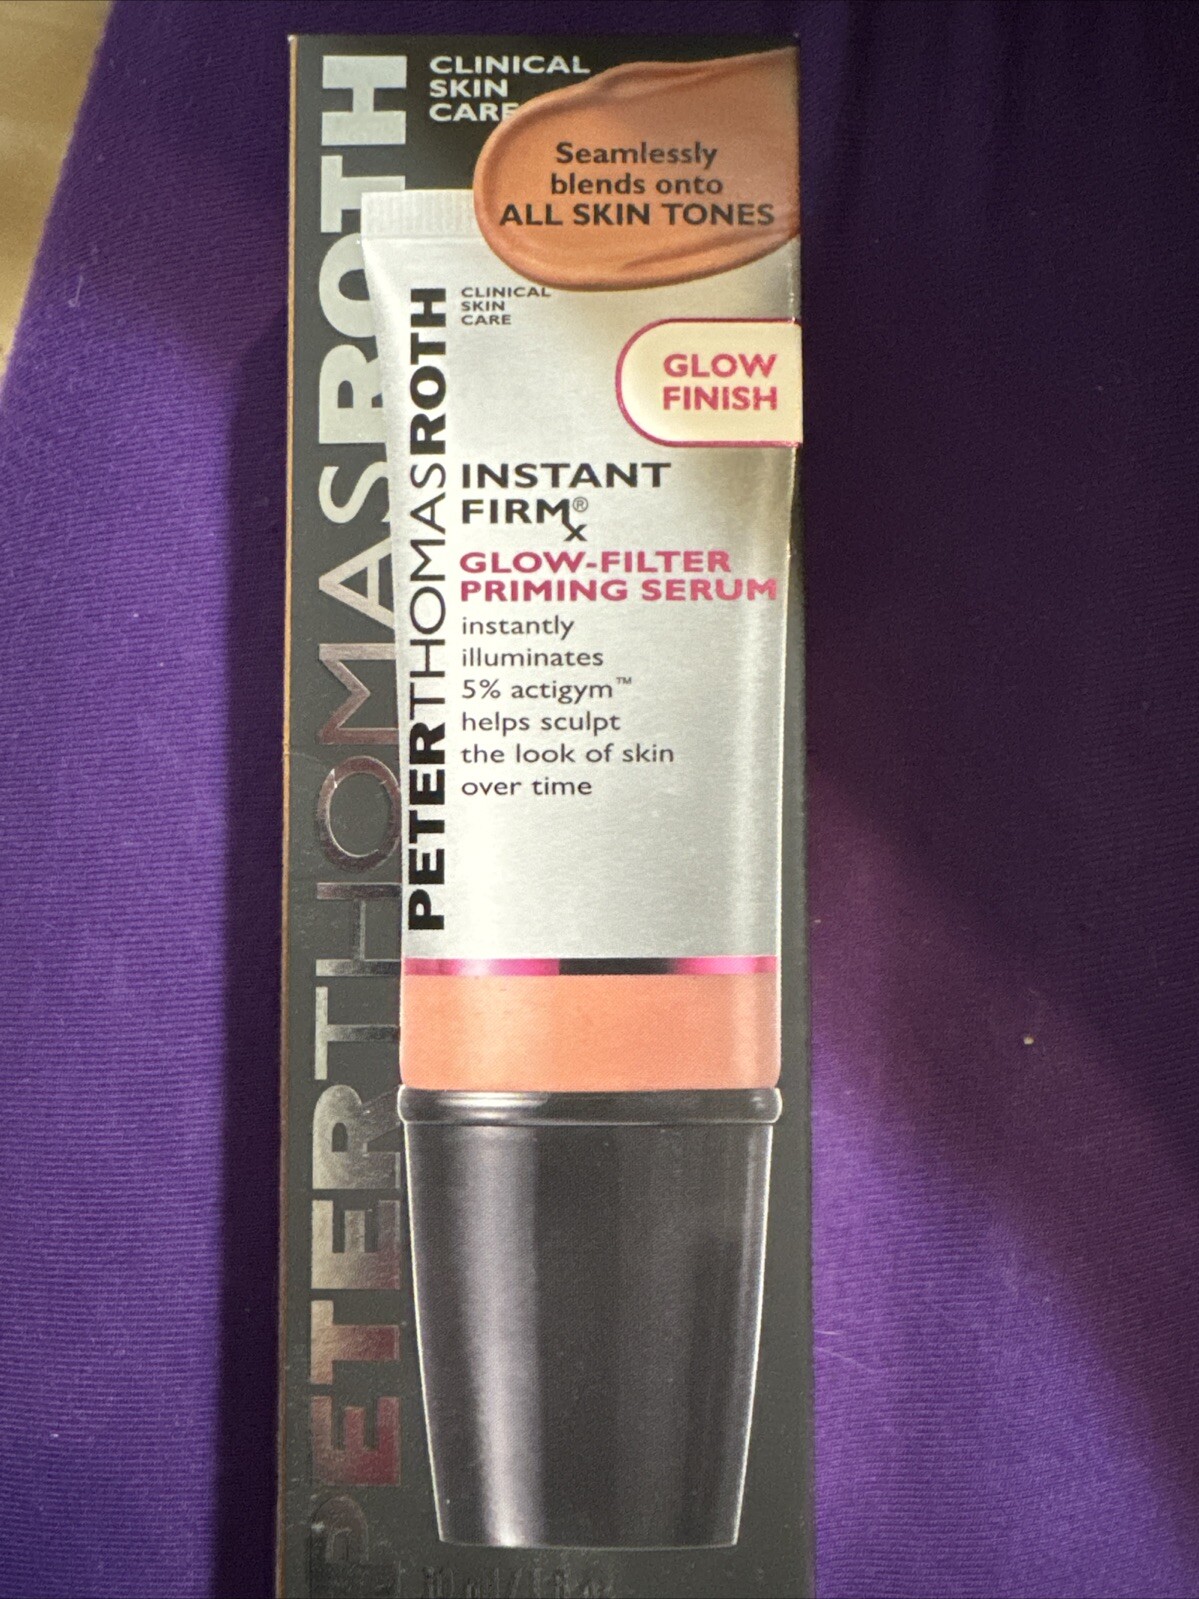 PETERTHOMASROTH
CLINICAL
SKIN
CARE
Seamlessly
blends onto
ALL SKIN TONES
PETERTHOMASROTH
CLINICAL
SKIN
CARE
GLOW
FINISH
INSTANT
FIRMx®
GLOW-FILTER
PRIMING SERUM
instantly
illuminates
5% actigym™
helps sculpt
the look of skin
over time